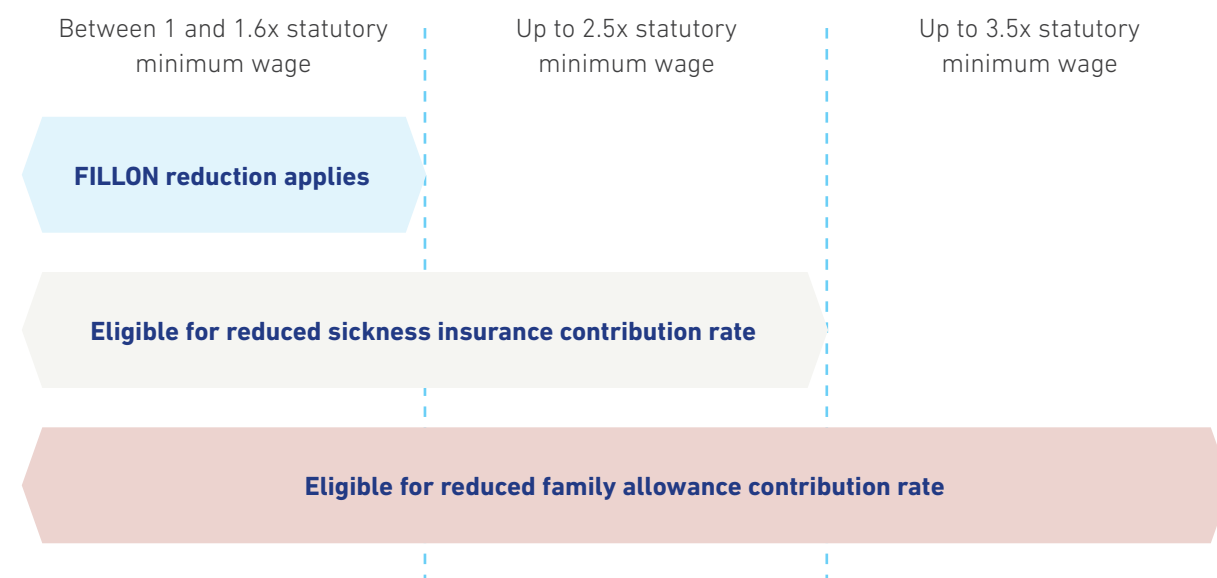 Between 1 and 1.6x statutory
minimum wage
Up to 2.5x statutory
minimum wage
Up to 3.5x statutory
minimum wage
FILLON reduction applies
Eligible for reduced sickness insurance contribution rate
Eligible for reduced family allowance contribution rate